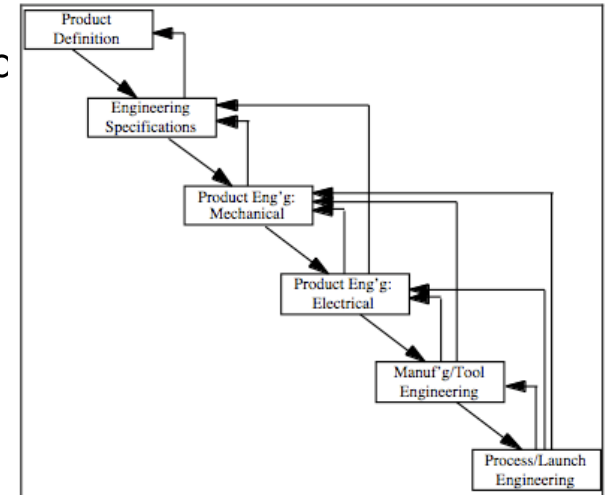 Product
Definition
Engineering
Specifications
Product Eng'g:
Mechanical
Product Eng'g:
Electrical
Manuf'g/Tool
Engineering
Process/Launch
Engineering